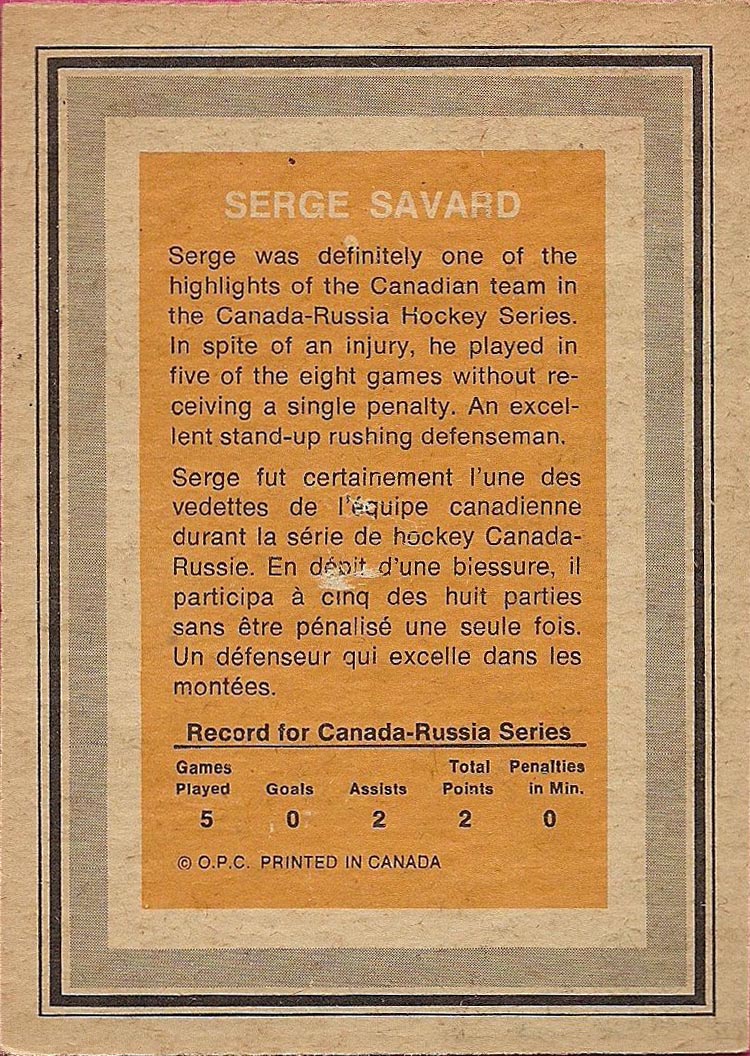 SERGE SAVARD
Serge was definitely one of the
highlights of the Canadian team in
the Canada-Russia Hockey Series.
In spite of an injury, he played in
five of the eight games without re-
ceiving a single penalty. An excel-
lent stand-up rushing defenseman.
Serge fut certainement l'une des
vedettes de l'équipe canadienne
durant la série de hockey Canada-
Russie. En dépit d'une biessure, il
participa à cinq des huit parties
sans être pénalisé une seule fois.
Un défenseur qui excelle dans les
montées.
Record for Canada-Russia Series
Games Total Penalties
Played Goals Assists Points in Min.
5 0 2 2 0
© O.P.C. PRINTED IN CANADA